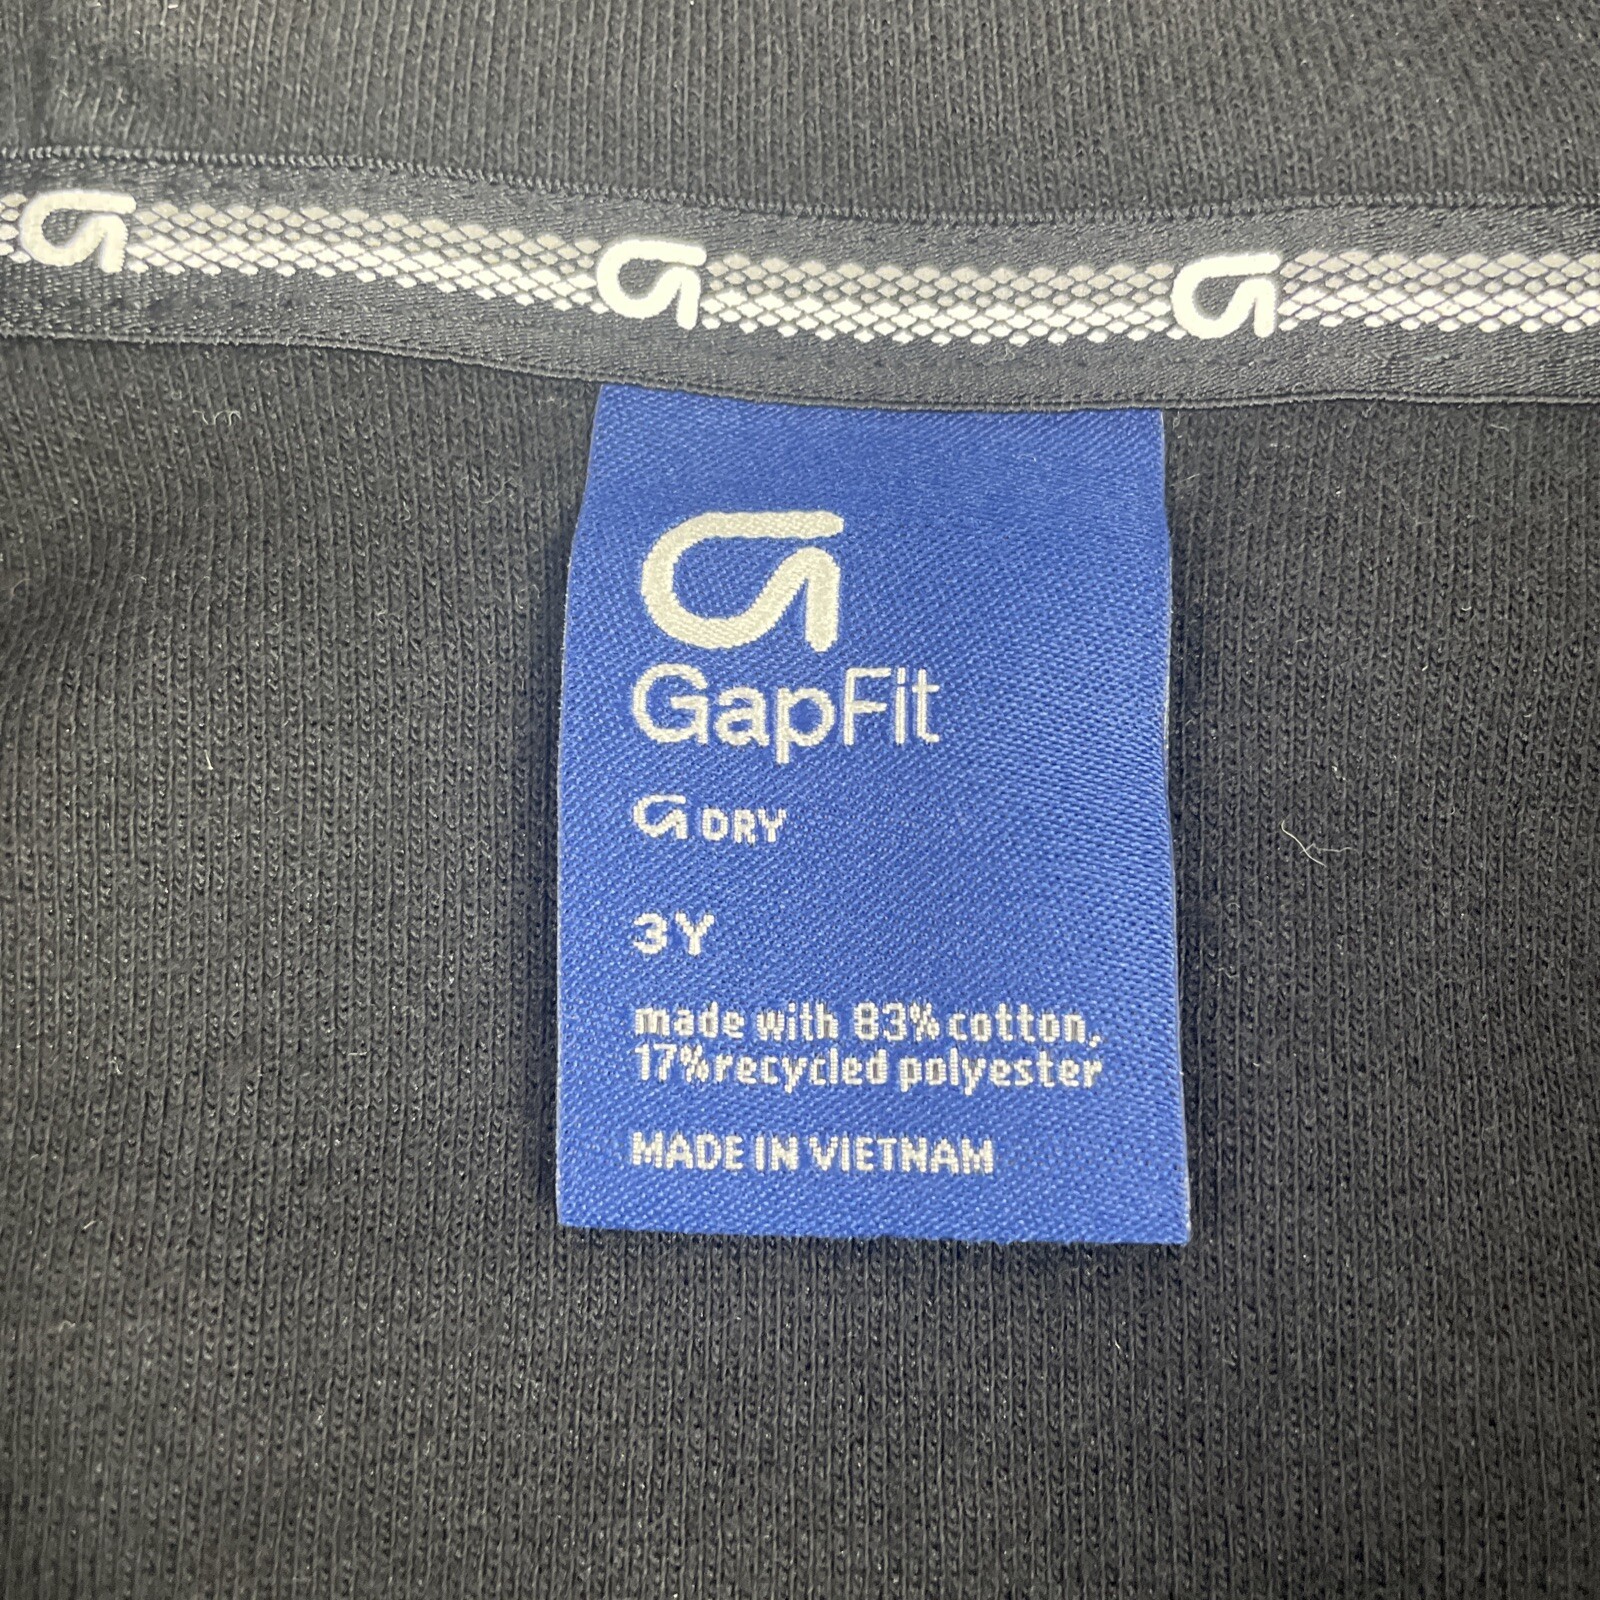 GapFit
DRY
3Y
made with 83% cotton,
17% recycled polyester
MADE IN VIETNAM